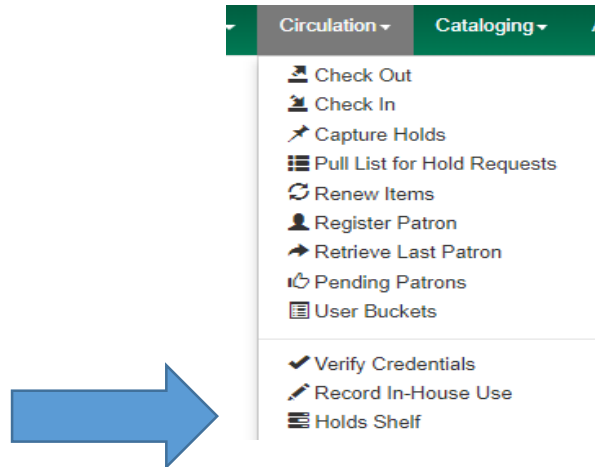 Circulation Cataloging
Check Out
Check In
Capture Holds
Pull List for Hold Requests
Renew Items
Register Patron
Retrieve Last Patron
Pending Patrons
User Buckets
Verify Credentials
Record In-House Use
Holds Shelf